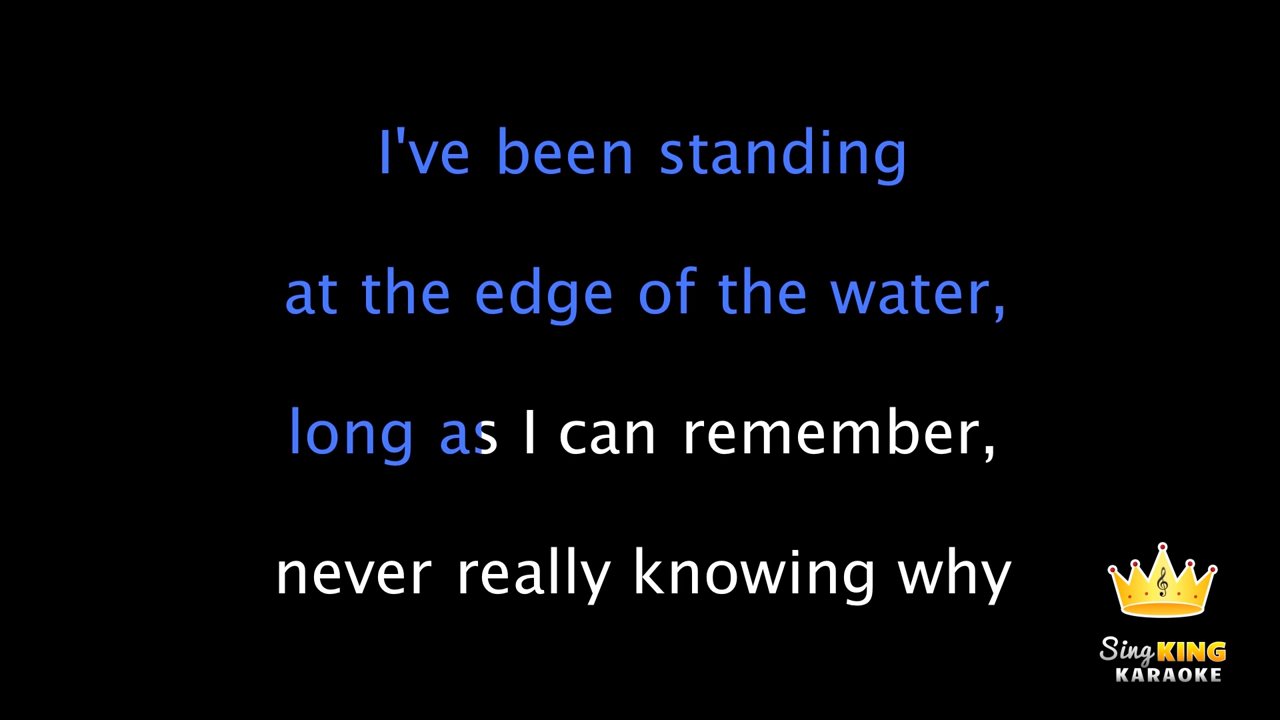 I've been standing
at the edge of the water,
long as I can remember,
never really knowing why
Sing KING
KARAOKE